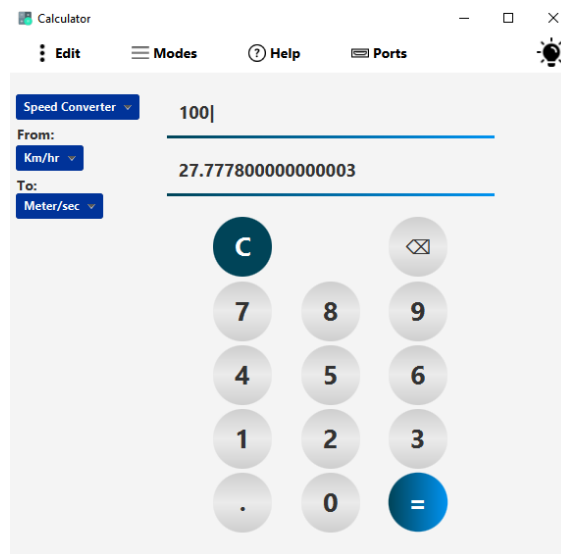 Calculator
Edit Modes Help Ports
Speed Converter
100
From:
Km/hr
27.777800000000003
To:
Meter/sec
C
7 8 9
4 5 6
1 2 3
. 0 =